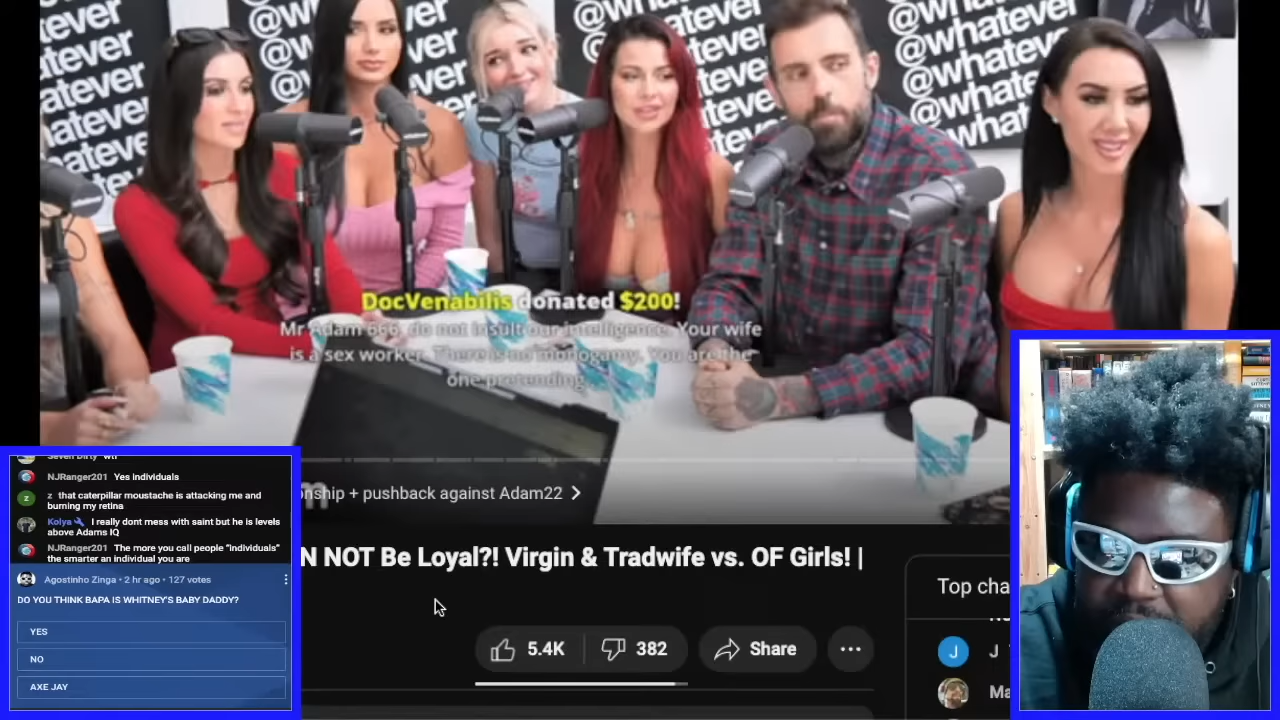 @whatever
DocVenabilis donated $200!
Mr Adam 666, do not insult our intelligence. Your wife
is a sex worker. There is no monogamy. You are the
one pretending.
onship + pushback against Adam22
N NOT Be Loyal?! Virgin & Tradwife vs. OF Girls! |
5.4K
382
Share
Top cha
J
Seven Dirty wtf
NJRanger201 Yes individuals
z that caterpillar moustache is attacking me and
burning my retina
Kolya I really dont mess with saint but he is levels
above Adams IQ
NJRanger201 The more you call people "individuals"
the smarter an individual you are
Agostinho Zinga • 2 hr ago • 127 votes
DO YOU THINK BAPA IS WHITNEY'S BABY DADDY?
YES
NO
AXE JAY